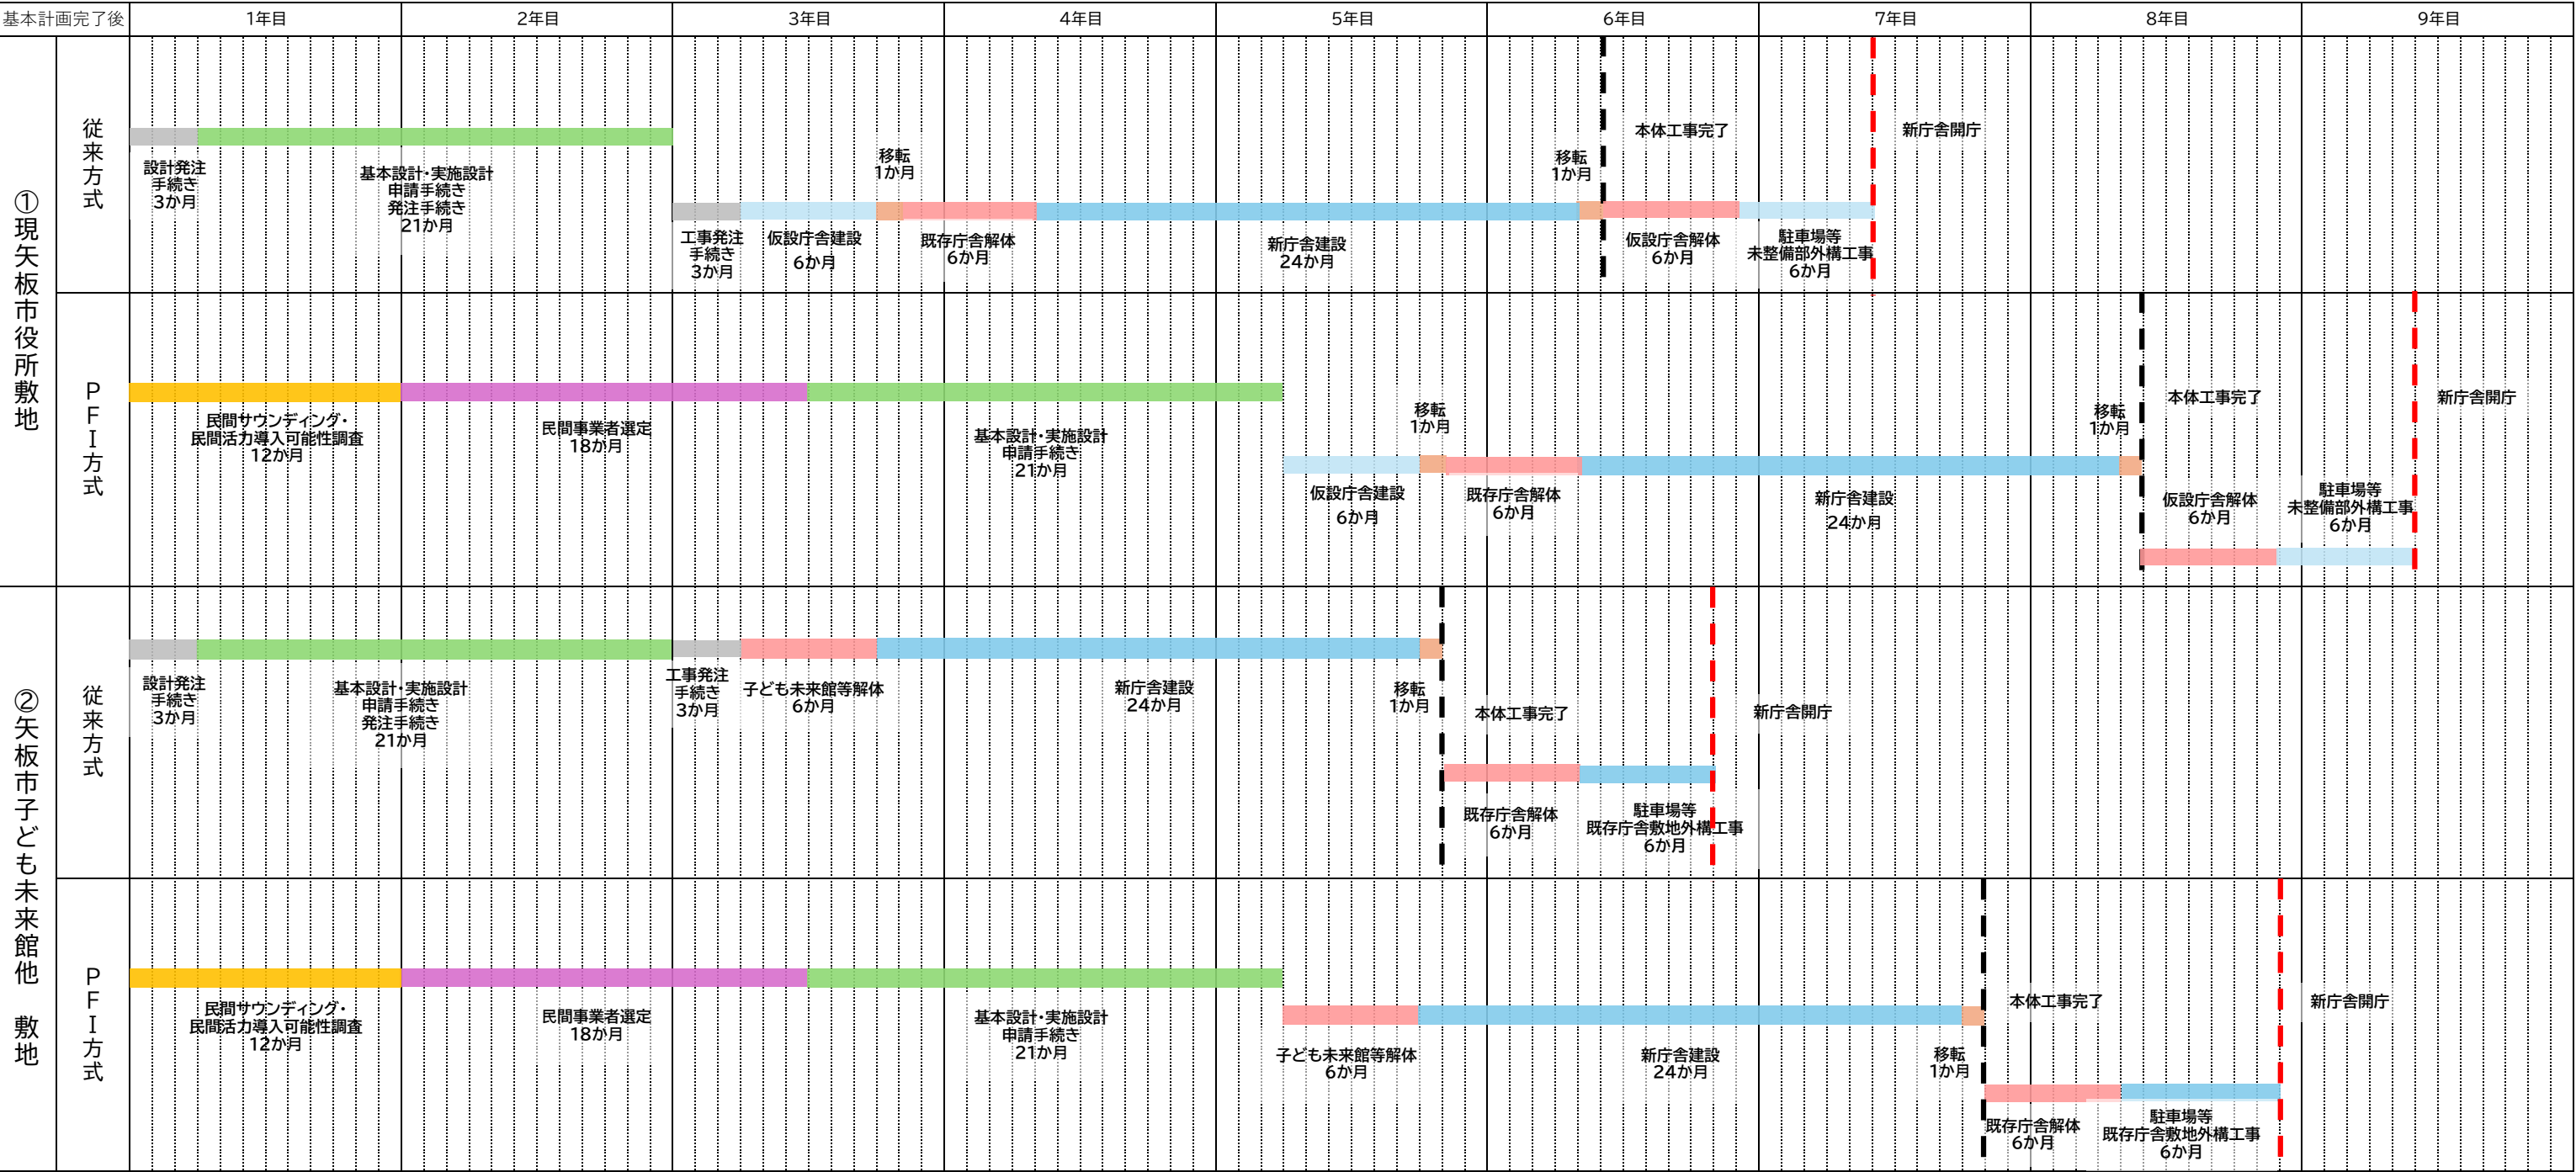 基本計画完了後
1年目
2年目
3年目
4年目
5年目
6年目
7年目
8年目
9年目
①現矢板市役所敷地
従来方式
設計発注
手続き
3か月
基本設計・実施設計
申請手続き
発注手続き
21か月
工事発注
手続き
3か月
仮設庁舎建設
6か月
移転
1か月
既存庁舎解体
6か月
新庁舎建設
24か月
移転
1か月
本体工事完了
仮設庁舎解体
6か月
駐車場等
未整備部外構工事
6か月
新庁舎開庁
PFI方式
民間サウンディング・
民間活力導入可能性調査
12か月
民間事業者選定
18か月
基本設計・実施設計
申請手続き
21か月
仮設庁舎建設
6か月
移転
1か月
既存庁舎解体
6か月
新庁舎建設
24か月
移転
1か月
本体工事完了
仮設庁舎解体
6か月
駐車場等
未整備部外構工事
6か月
新庁舎開庁
②矢板市子ども未来館他 敷地
従来方式
設計発注
手続き
3か月
基本設計・実施設計
申請手続き
発注手続き
21か月
工事発注
手続き
3か月
子ども未来館等解体
6か月
新庁舎建設
24か月
移転
1か月
本体工事完了
既存庁舎解体
6か月
駐車場等
既存庁舎敷地外構工事
6か月
新庁舎開庁
PFI方式
民間サウンディング・
民間活力導入可能性調査
12か月
民間事業者選定
18か月
基本設計・実施設計
申請手続き
21か月
子ども未来館等解体
6か月
新庁舎建設
24か月
移転
1か月
本体工事完了
既存庁舎解体
6か月
駐車場等
既存庁舎敷地外構工事
6か月
新庁舎開庁